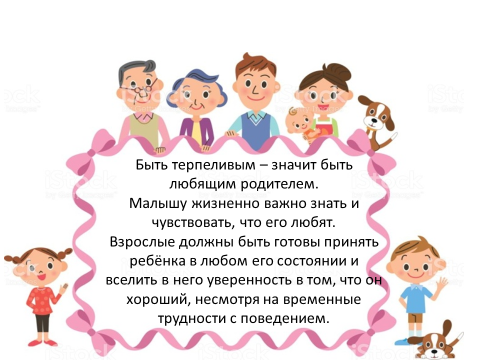 Быть терпеливым – значит быть
любящим родителем.
Малышу жизненно важно знать и
чувствовать, что его любят.
Взрослые должны быть готовы принять
ребёнка в любом его состоянии и
вселить в него уверенность в том, что он
хороший, несмотря на временные
трудности с поведением.